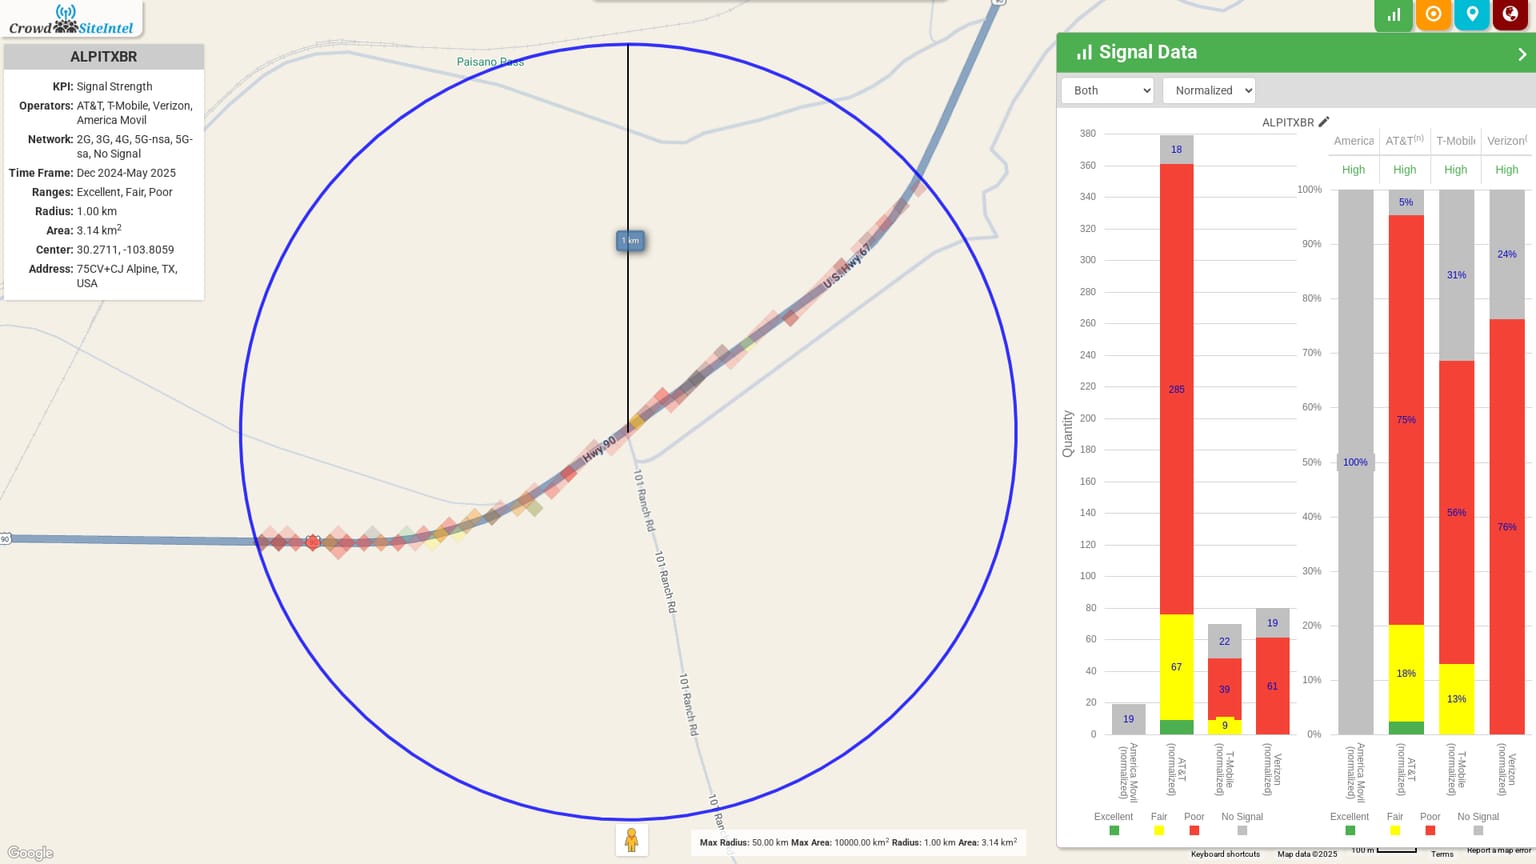 Crowd SiteIntel
ALPITXBR
KPI: Signal Strength
Operators: AT&T, T-Mobile, Verizon,
America Movil
Network: 2G, 3G, 4G, 5G-nsa, 5G-
sa, No Signal
Time Frame: Dec 2024-May 2025
Ranges: Excellent, Fair, Poor
Radius: 1.00 km
Area: 3.14 km²
Center: 30.2711, -103.8059
Address: 75CV+CJ Alpine, TX,
USA
Paisano Pass
90
1 km
U.S. Hwy 67
Hwy 90
90
90
101 Ranch Rd
101 Ranch Rd
101 Ranch Rd
101 Ran
Google
Max Radius: 50.00 km Max Area: 10000.00 km² Radius: 1.00 km Area: 3.14 km²
Signal Data
Both
Normalized
ALPITXBR
380
360
340
320
300
280
260
240
220
200
180
160
140
120
100
80
60
40
20
0
Quantity
19
18
285
67
22
39
9
19
61
America Movil
(normalized)
AT&T
(normalized)
T-Mobile
(normalized)
Verizon
(normalized)
Excellent
Fair
Poor
No Signal
America
AT&T(n)
T-Mobile
Verizon(
High
High
High
High
100%
90%
80%
70%
60%
50%
40%
30%
20%
10%
0%
100%
5%
75%
18%
31%
56%
13%
24%
76%
America Movil
(normalized)
AT&T
(normalized)
T-Mobile
(normalized)
Verizon
(normalized)
Excellent
Fair
Poor
No Signal
Keyboard shortcuts
Map data ©2025
100 m
Terms
Report a map error